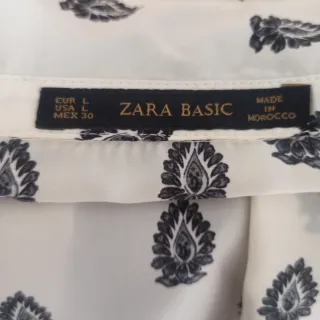 EUR L
USA L
MEX 30
ZARA BASIC
MADE
IN
MOROCCO